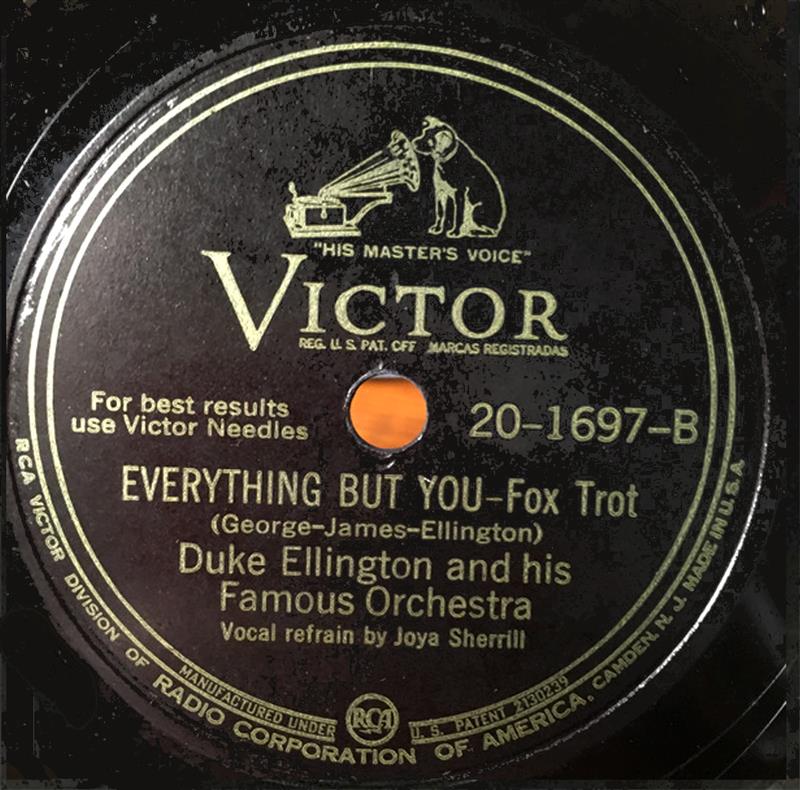 "HIS MASTER'S VOICE"
VICTOR
REG. U. S. PAT. OFF. MARCAS REGISTRADAS
For best results
use Victor Needles
20-1697-B
EVERYTHING BUT YOU-Fox Trot
(George-James-Ellington)
Duke Ellington and his
Famous Orchestra
Vocal refrain by Joya Sherrill
MANUFACTURED UNDER RCA U. S. PATENT 2130239
RCA VICTOR DIVISION OF RADIO CORPORATION OF AMERICA, CAMDEN, N. J. MADE IN U.S.A.